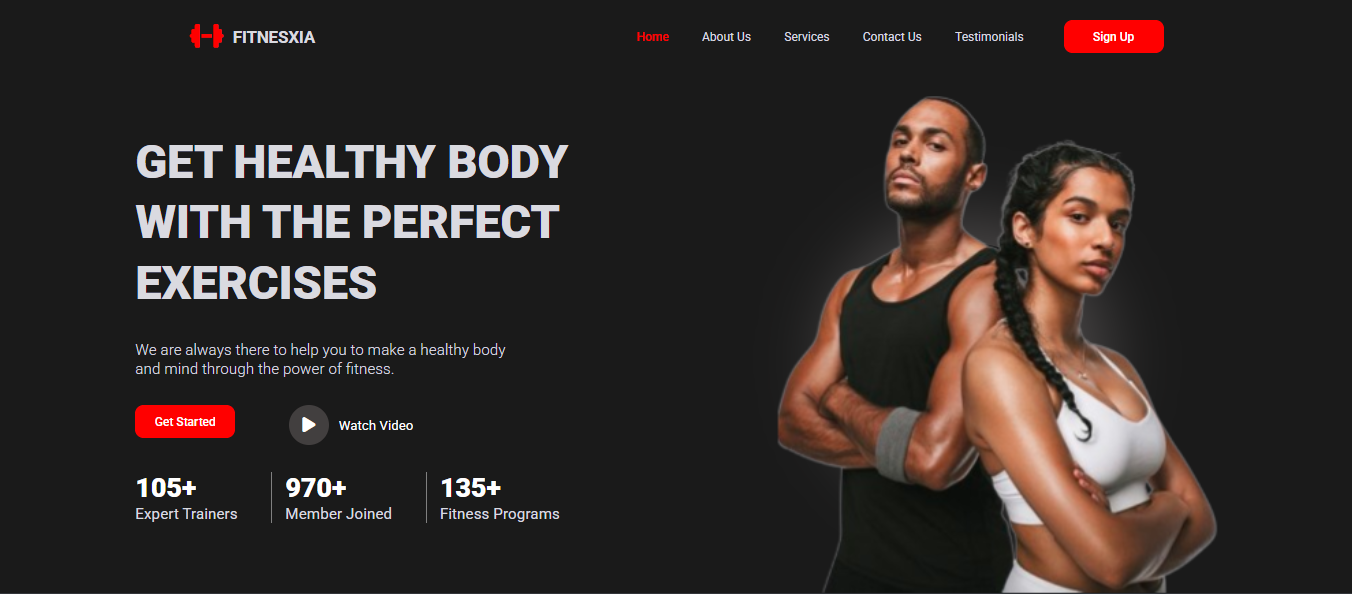 FITNESXIA
Home About Us Services Contact Us Testimonials Sign Up
GET HEALTHY BODY
WITH THE PERFECT
EXERCISES
We are always there to help you to make a healthy body
and mind through the power of fitness.
Get Started
Watch Video
105+ 970+ 135+
Expert Trainers Member Joined Fitness Programs